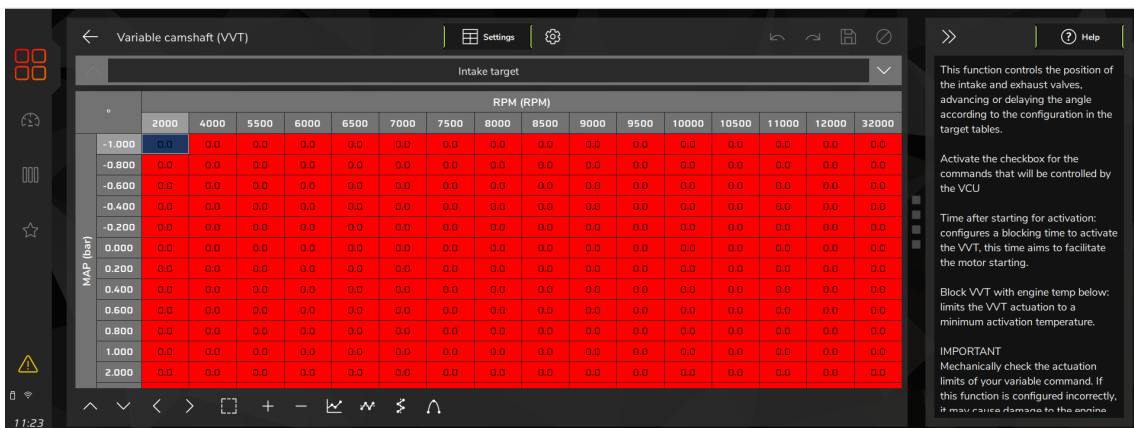 Variable camshaft (VVT)
Settings
Help
Intake target
°
RPM (RPM)
2000 4000 5500 6000 6500 7000 7500 8000 8500 9000 9500 10000 10500 11000 12000 32000
MAP (bar)
-1.000 0.0 0.0 0.0 0.0 0.0 0.0 0.0 0.0 0.0 0.0 0.0 0.0 0.0 0.0 0.0 0.0
-0.800 0.0 0.0 0.0 0.0 0.0 0.0 0.0 0.0 0.0 0.0 0.0 0.0 0.0 0.0 0.0 0.0
-0.600 0.0 0.0 0.0 0.0 0.0 0.0 0.0 0.0 0.0 0.0 0.0 0.0 0.0 0.0 0.0 0.0
-0.400 0.0 0.0 0.0 0.0 0.0 0.0 0.0 0.0 0.0 0.0 0.0 0.0 0.0 0.0 0.0 0.0
-0.200 0.0 0.0 0.0 0.0 0.0 0.0 0.0 0.0 0.0 0.0 0.0 0.0 0.0 0.0 0.0 0.0
0.000 0.0 0.0 0.0 0.0 0.0 0.0 0.0 0.0 0.0 0.0 0.0 0.0 0.0 0.0 0.0 0.0
0.200 0.0 0.0 0.0 0.0 0.0 0.0 0.0 0.0 0.0 0.0 0.0 0.0 0.0 0.0 0.0 0.0
0.400 0.0 0.0 0.0 0.0 0.0 0.0 0.0 0.0 0.0 0.0 0.0 0.0 0.0 0.0 0.0 0.0
0.600 0.0 0.0 0.0 0.0 0.0 0.0 0.0 0.0 0.0 0.0 0.0 0.0 0.0 0.0 0.0 0.0
0.800 0.0 0.0 0.0 0.0 0.0 0.0 0.0 0.0 0.0 0.0 0.0 0.0 0.0 0.0 0.0 0.0
1.000 0.0 0.0 0.0 0.0 0.0 0.0 0.0 0.0 0.0 0.0 0.0 0.0 0.0 0.0 0.0 0.0
2.000 0.0 0.0 0.0 0.0 0.0 0.0 0.0 0.0 0.0 0.0 0.0 0.0 0.0 0.0 0.0 0.0
11:23
This function controls the position of
the intake and exhaust valves,
advancing or delaying the angle
according to the configuration in the
target tables.
Activate the checkbox for the
commands that will be controlled by
the VCU
Time after starting for activation:
configures a blocking time to activate
the VVT, this time aims to facilitate
the motor starting.
Block VVT with engine temp below:
limits the VVT actuation to a
minimum activation temperature.
IMPORTANT
Mechanically check the actuation
limits of your variable command. If
this function is configured incorrectly,
it may cause damage to the engine